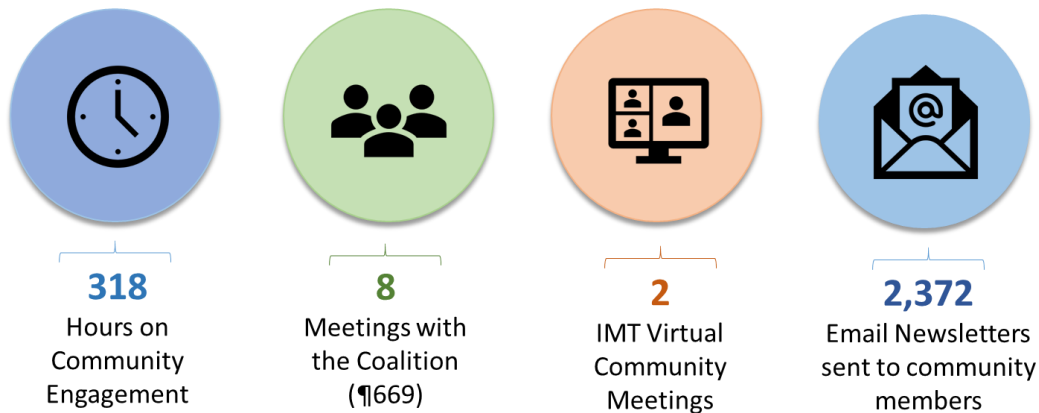 318
Hours on
Community
Engagement
8
Meetings with
the Coalition
(¶669)
2
IMT Virtual
Community
Meetings
@
2,372
Email Newsletters
sent to community
members